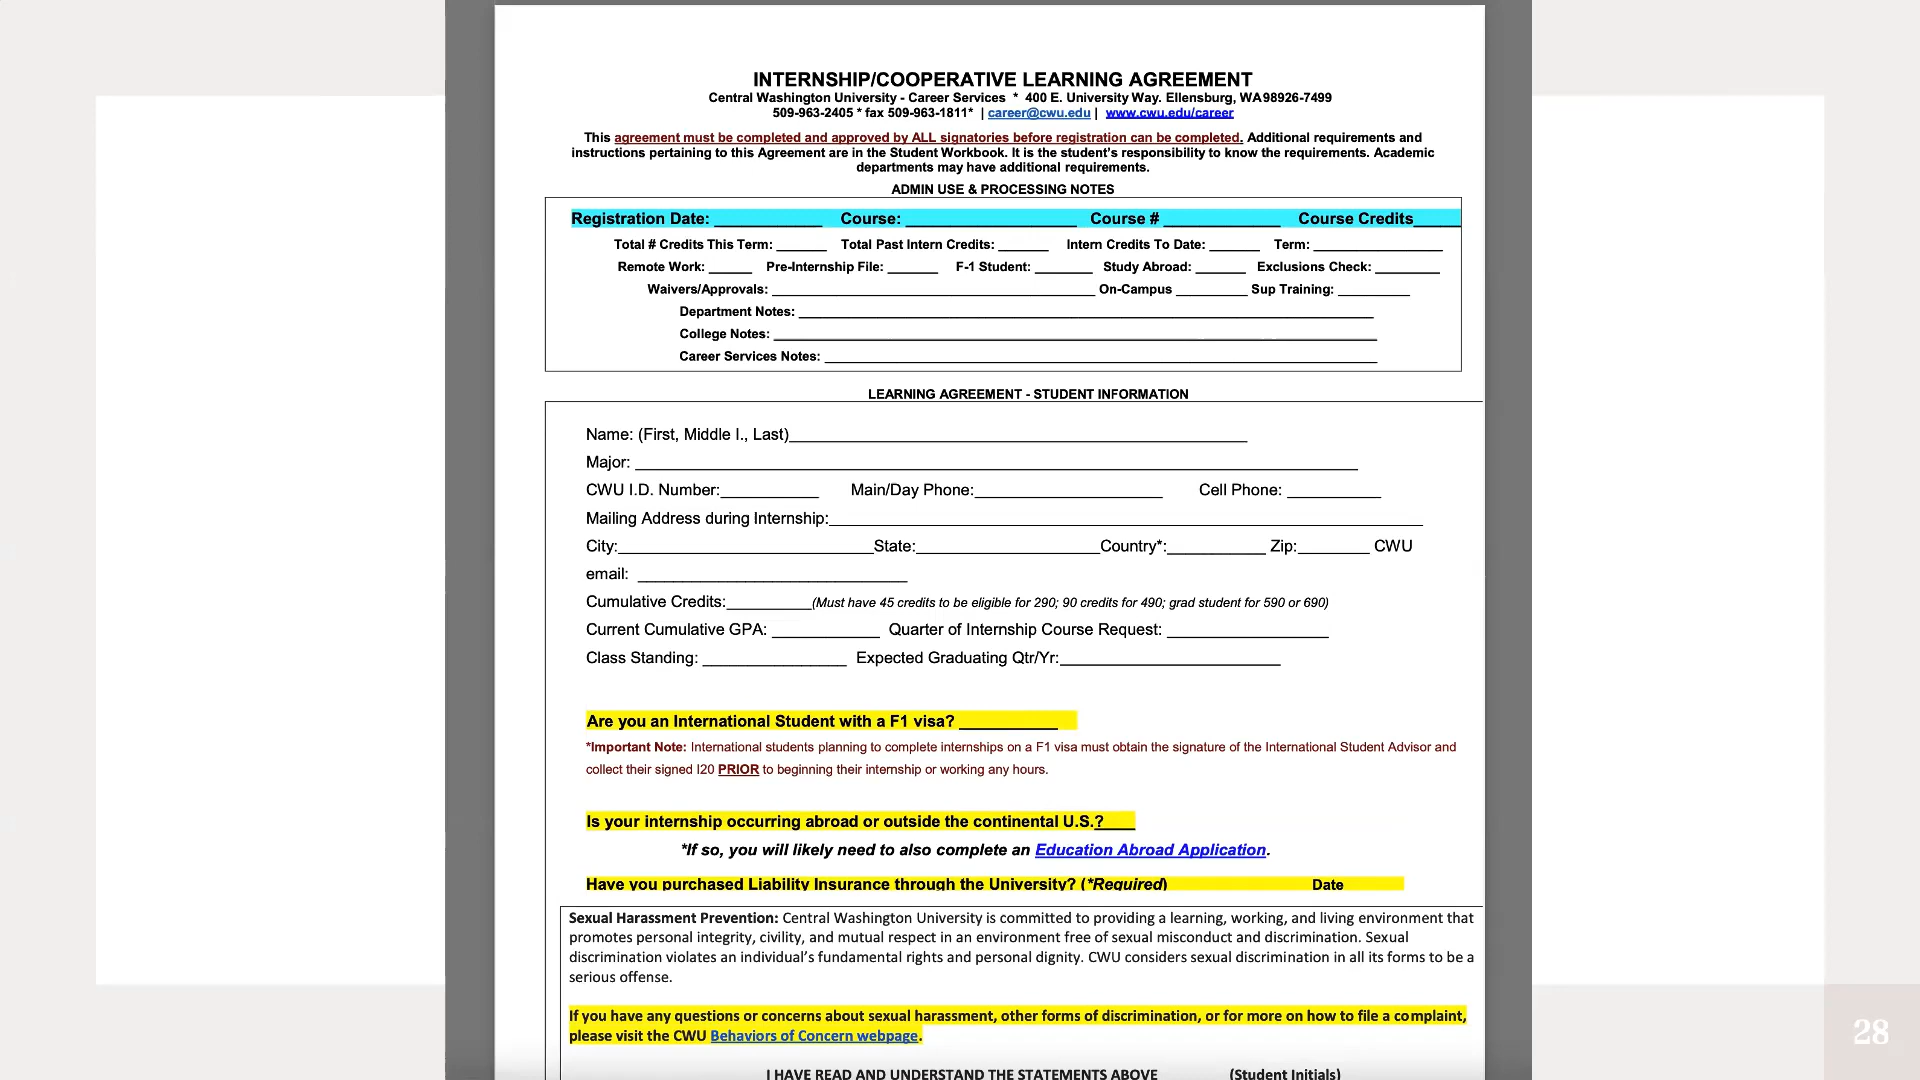 INTERNSHIP/COOPERATIVE LEARNING AGREEMENT
Central Washington University - Career Services * 400 E. University Way. Ellensburg, WA98926-7499
509-963-2405 * fax 509-963-1811* | career@cwu.edu | www.cwu.edu/career
This agreement must be completed and approved by ALL signatories before registration can be completed. Additional requirements and
instructions pertaining to this Agreement are in the Student Workbook. It is the student's responsibility to know the requirements. Academic
departments may have additional requirements.
ADMIN USE & PROCESSING NOTES
Registration Date: ____________ Course: ___________________ Course # _____________ Course Credits_____
Total # Credits This Term: _______ Total Past Intern Credits: _______ Intern Credits To Date: _______ Term: __________________
Remote Work: ______ Pre-Internship File: _______ F-1 Student: ________ Study Abroad: _______ Exclusions Check: _________
Waivers/Approvals: _____________________________________________ On-Campus __________ Sup Training: __________
Department Notes: ________________________________________________________________________________
College Notes: ____________________________________________________________________________________
Career Services Notes: _____________________________________________________________________________
LEARNING AGREEMENT - STUDENT INFORMATION
Name: (First, Middle I., Last)___________________________________________________
Major: ________________________________________________________________________________
CWU I.D. Number:___________ Main/Day Phone:_____________________ Cell Phone: __________
Mailing Address during Internship:__________________________________________________________________
City:____________________________State:____________________Country*:___________ Zip:________ CWU
email: ______________________________
Cumulative Credits:_________(Must have 45 credits to be eligible for 290; 90 credits for 490; grad student for 590 or 690)
Current Cumulative GPA: ____________ Quarter of Internship Course Request: __________________
Class Standing: ________________ Expected Graduating Qtr/Yr:________________________
Are you an International Student with a F1 visa? ___________
*Important Note: International students planning to complete internships on a F1 visa must obtain the signature of the International Student Advisor and
collect their signed I20 PRIOR to beginning their internship or working any hours.
Is your internship occurring abroad or outside the continental U.S.?____
*If so, you will likely need to also complete an Education Abroad Application.
Have you purchased Liability Insurance through the University? (*Required) Date
Sexual Harassment Prevention: Central Washington University is committed to providing a learning, working, and living environment that
promotes personal integrity, civility, and mutual respect in an environment free of sexual misconduct and discrimination. Sexual
discrimination violates an individual's fundamental rights and personal dignity. CWU considers sexual discrimination in all its forms to be a
serious offense.
If you have any questions or concerns about sexual harassment, other forms of discrimination, or for more on how to file a complaint,
please visit the CWU Behaviors of Concern webpage.
I HAVE READ AND UNDERSTAND THE STATEMENTS ABOVE (Student Initials)
28